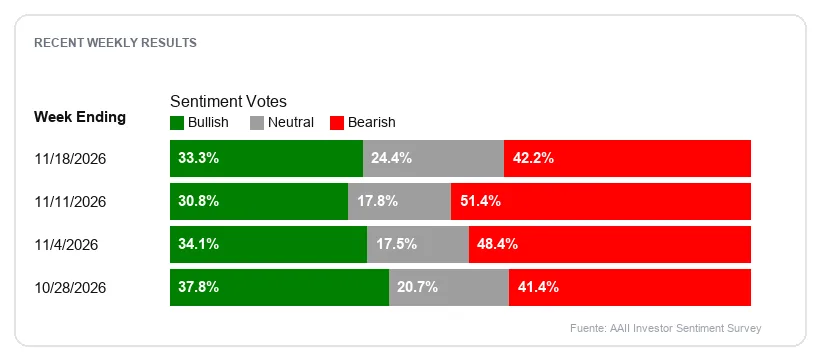 RECENT WEEKLY RESULTS
Sentiment Votes
Week Ending
Bullish Neutral Bearish
11/18/2026 33.3% 24.4% 42.2%
11/11/2026 30.8% 17.8% 51.4%
11/4/2026 34.1% 17.5% 48.4%
10/28/2026 37.8% 20.7% 41.4%
Fuente: AAII Investor Sentiment Survey